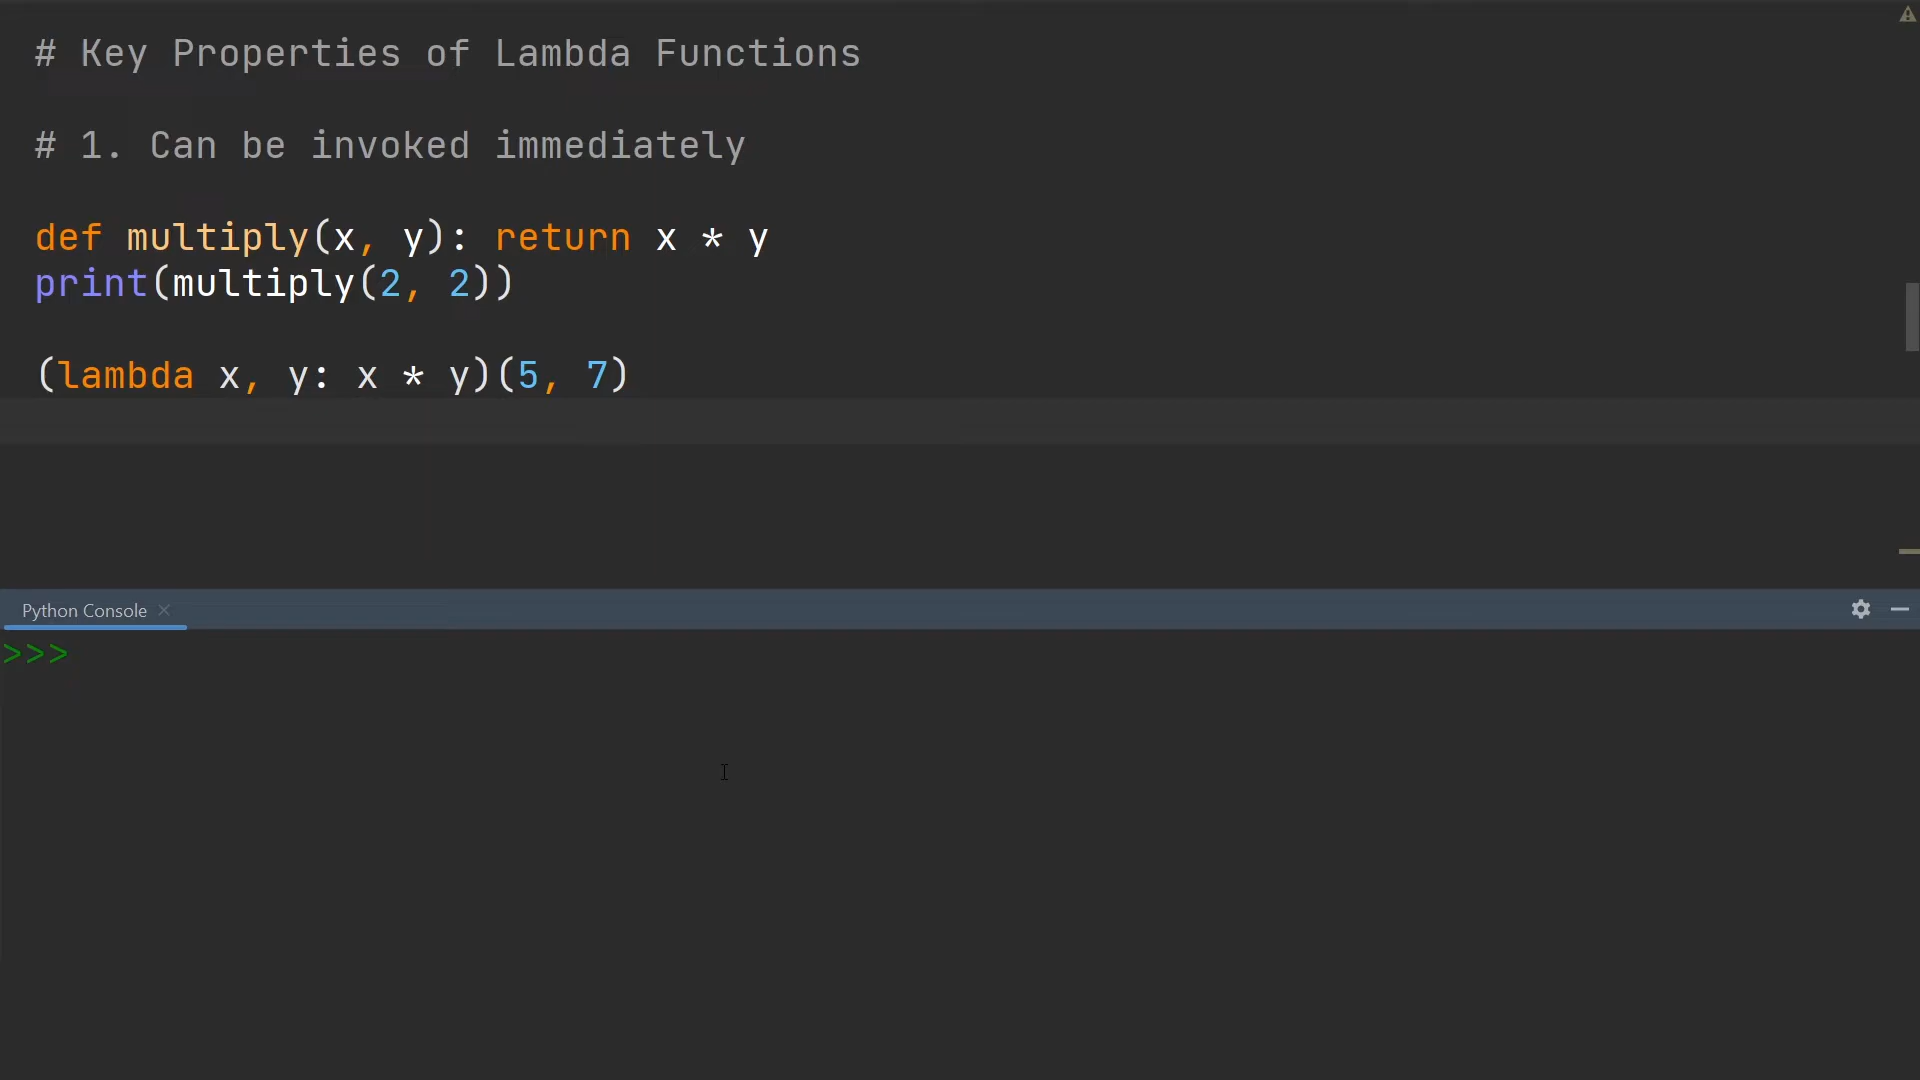 # Key Properties of Lambda Functions
# 1. Can be invoked immediately
def multiply(x, y): return x * y
print(multiply(2, 2))
(lambda x, y: x * y)(5, 7)
Python Console
>>>